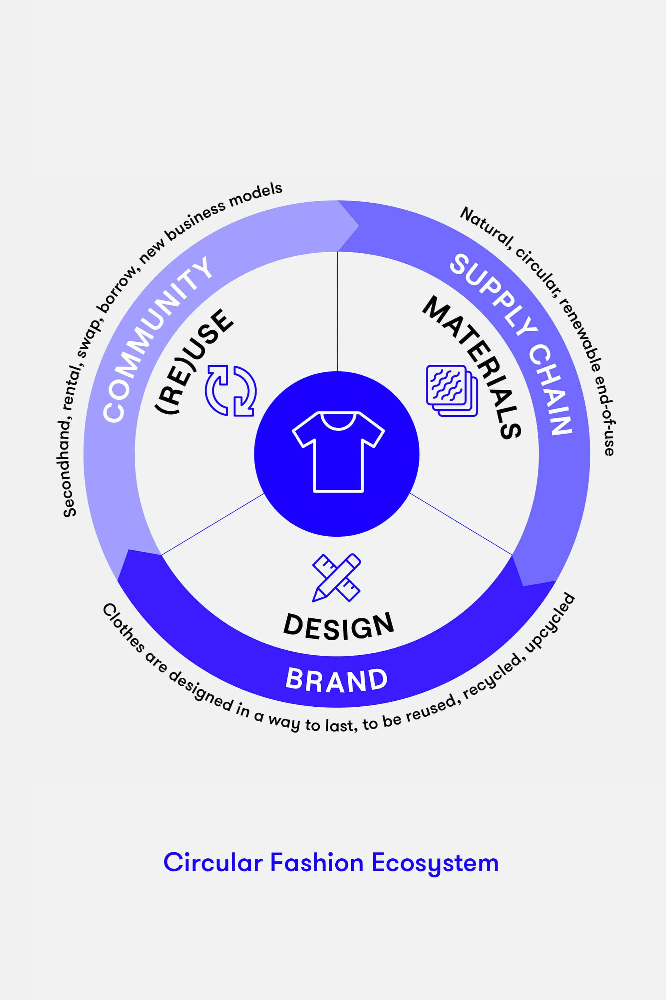 Secondhand, rental, swap, borrow, new business models
COMMUNITY
(RE)USE
Natural, circular, renewable end-of-use
SUPPLY CHAIN
MATERIALS
DESIGN
BRAND
Clothes are designed in a way to last, to be reused, recycled, upcycled
Circular Fashion Ecosystem